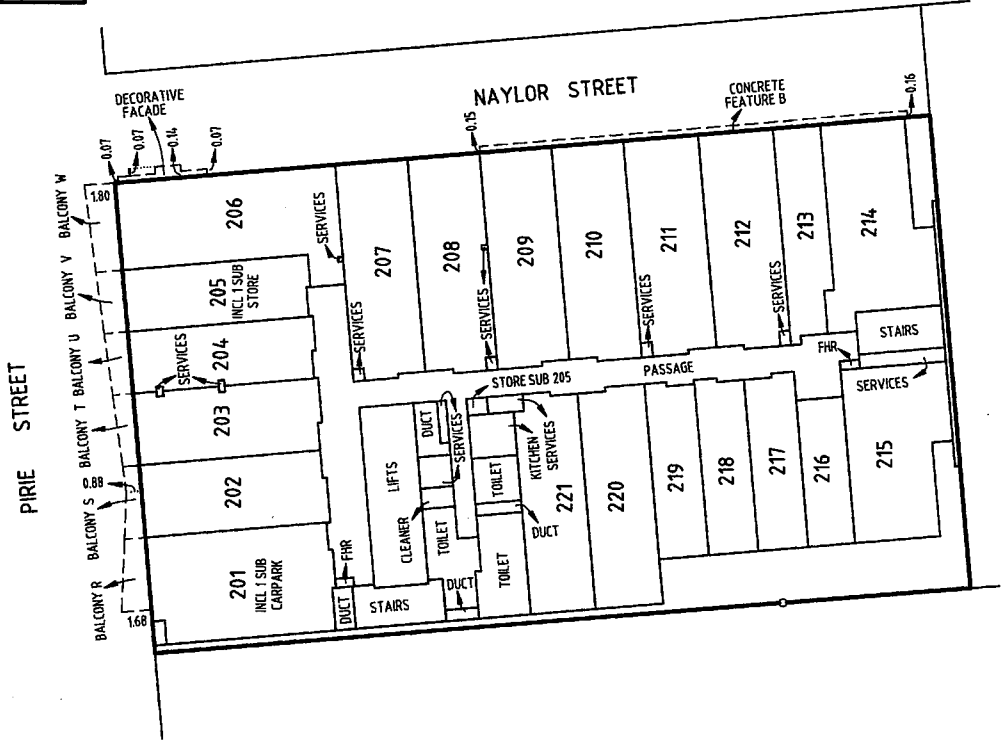 NAYLOR STREET
DECORATIVE
FACADE
CONCRETE
FEATURE B
0.07
0.07
0.14
0.07
0.15
0.16
PIRIE STREET
BALCONY W
BALCONY V
BALCONY U
BALCONY T
BALCONY S
BALCONY R
1.80
0.88
1.68
206
205
INCL 1 SUB
STORE
204
203
202
201
INCL 1 SUB
CARPARK
SERVICES
SERVICES
207
208
209
210
211
212
213
214
SERVICES
SERVICES
SERVICES
SERVICES
STORE SUB 205
PASSAGE
FHR
STAIRS
SERVICES
LIFTS
DUCT
SERVICES
CLEANER
TOILET
TOILET
TOILET
KITCHEN
SERVICES
DUCT
DUCT
FHR
DUCT
STAIRS
221
220
219
218
217
216
215